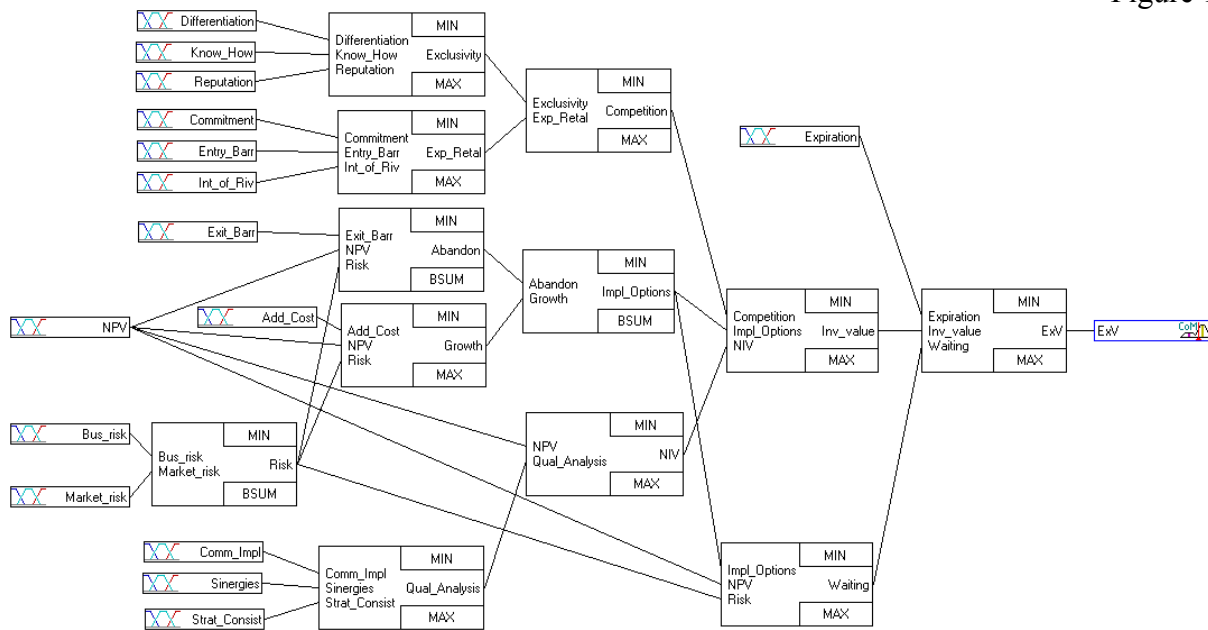 Figure 1
Differentiation
Know_How
Reputation
Differentiation
Know_How
Reputation
MIN
Exclusivity
MAX
Commitment
Entry_Barr
Int_of_Riv
Commitment
Entry_Barr
Int_of_Riv
MIN
Exp_Retal
MAX
Exclusivity
Exp_Retal
MIN
Competition
MAX
Expiration
Exit_Barr
Exit_Barr
NPV
Risk
MIN
Abandon
BSUM
NPV
Add_Cost
Add_Cost
NPV
Risk
MIN
Growth
MAX
Abandon
Growth
MIN
Impl_Options
BSUM
Competition
Impl_Options
NIV
MIN
Inv_value
MAX
Expiration
Inv_value
Waiting
MIN
ExV
MAX
ExV
CoM
Bus_risk
Market_risk
Bus_risk
Market_risk
MIN
Risk
BSUM
NPV
Qual_Analysis
MIN
NIV
MAX
Comm_Impl
Sinergies
Strat_Consist
Comm_Impl
Sinergies
Strat_Consist
MIN
Qual_Analysis
MAX
Impl_Options
NPV
Risk
MIN
Waiting
MAX